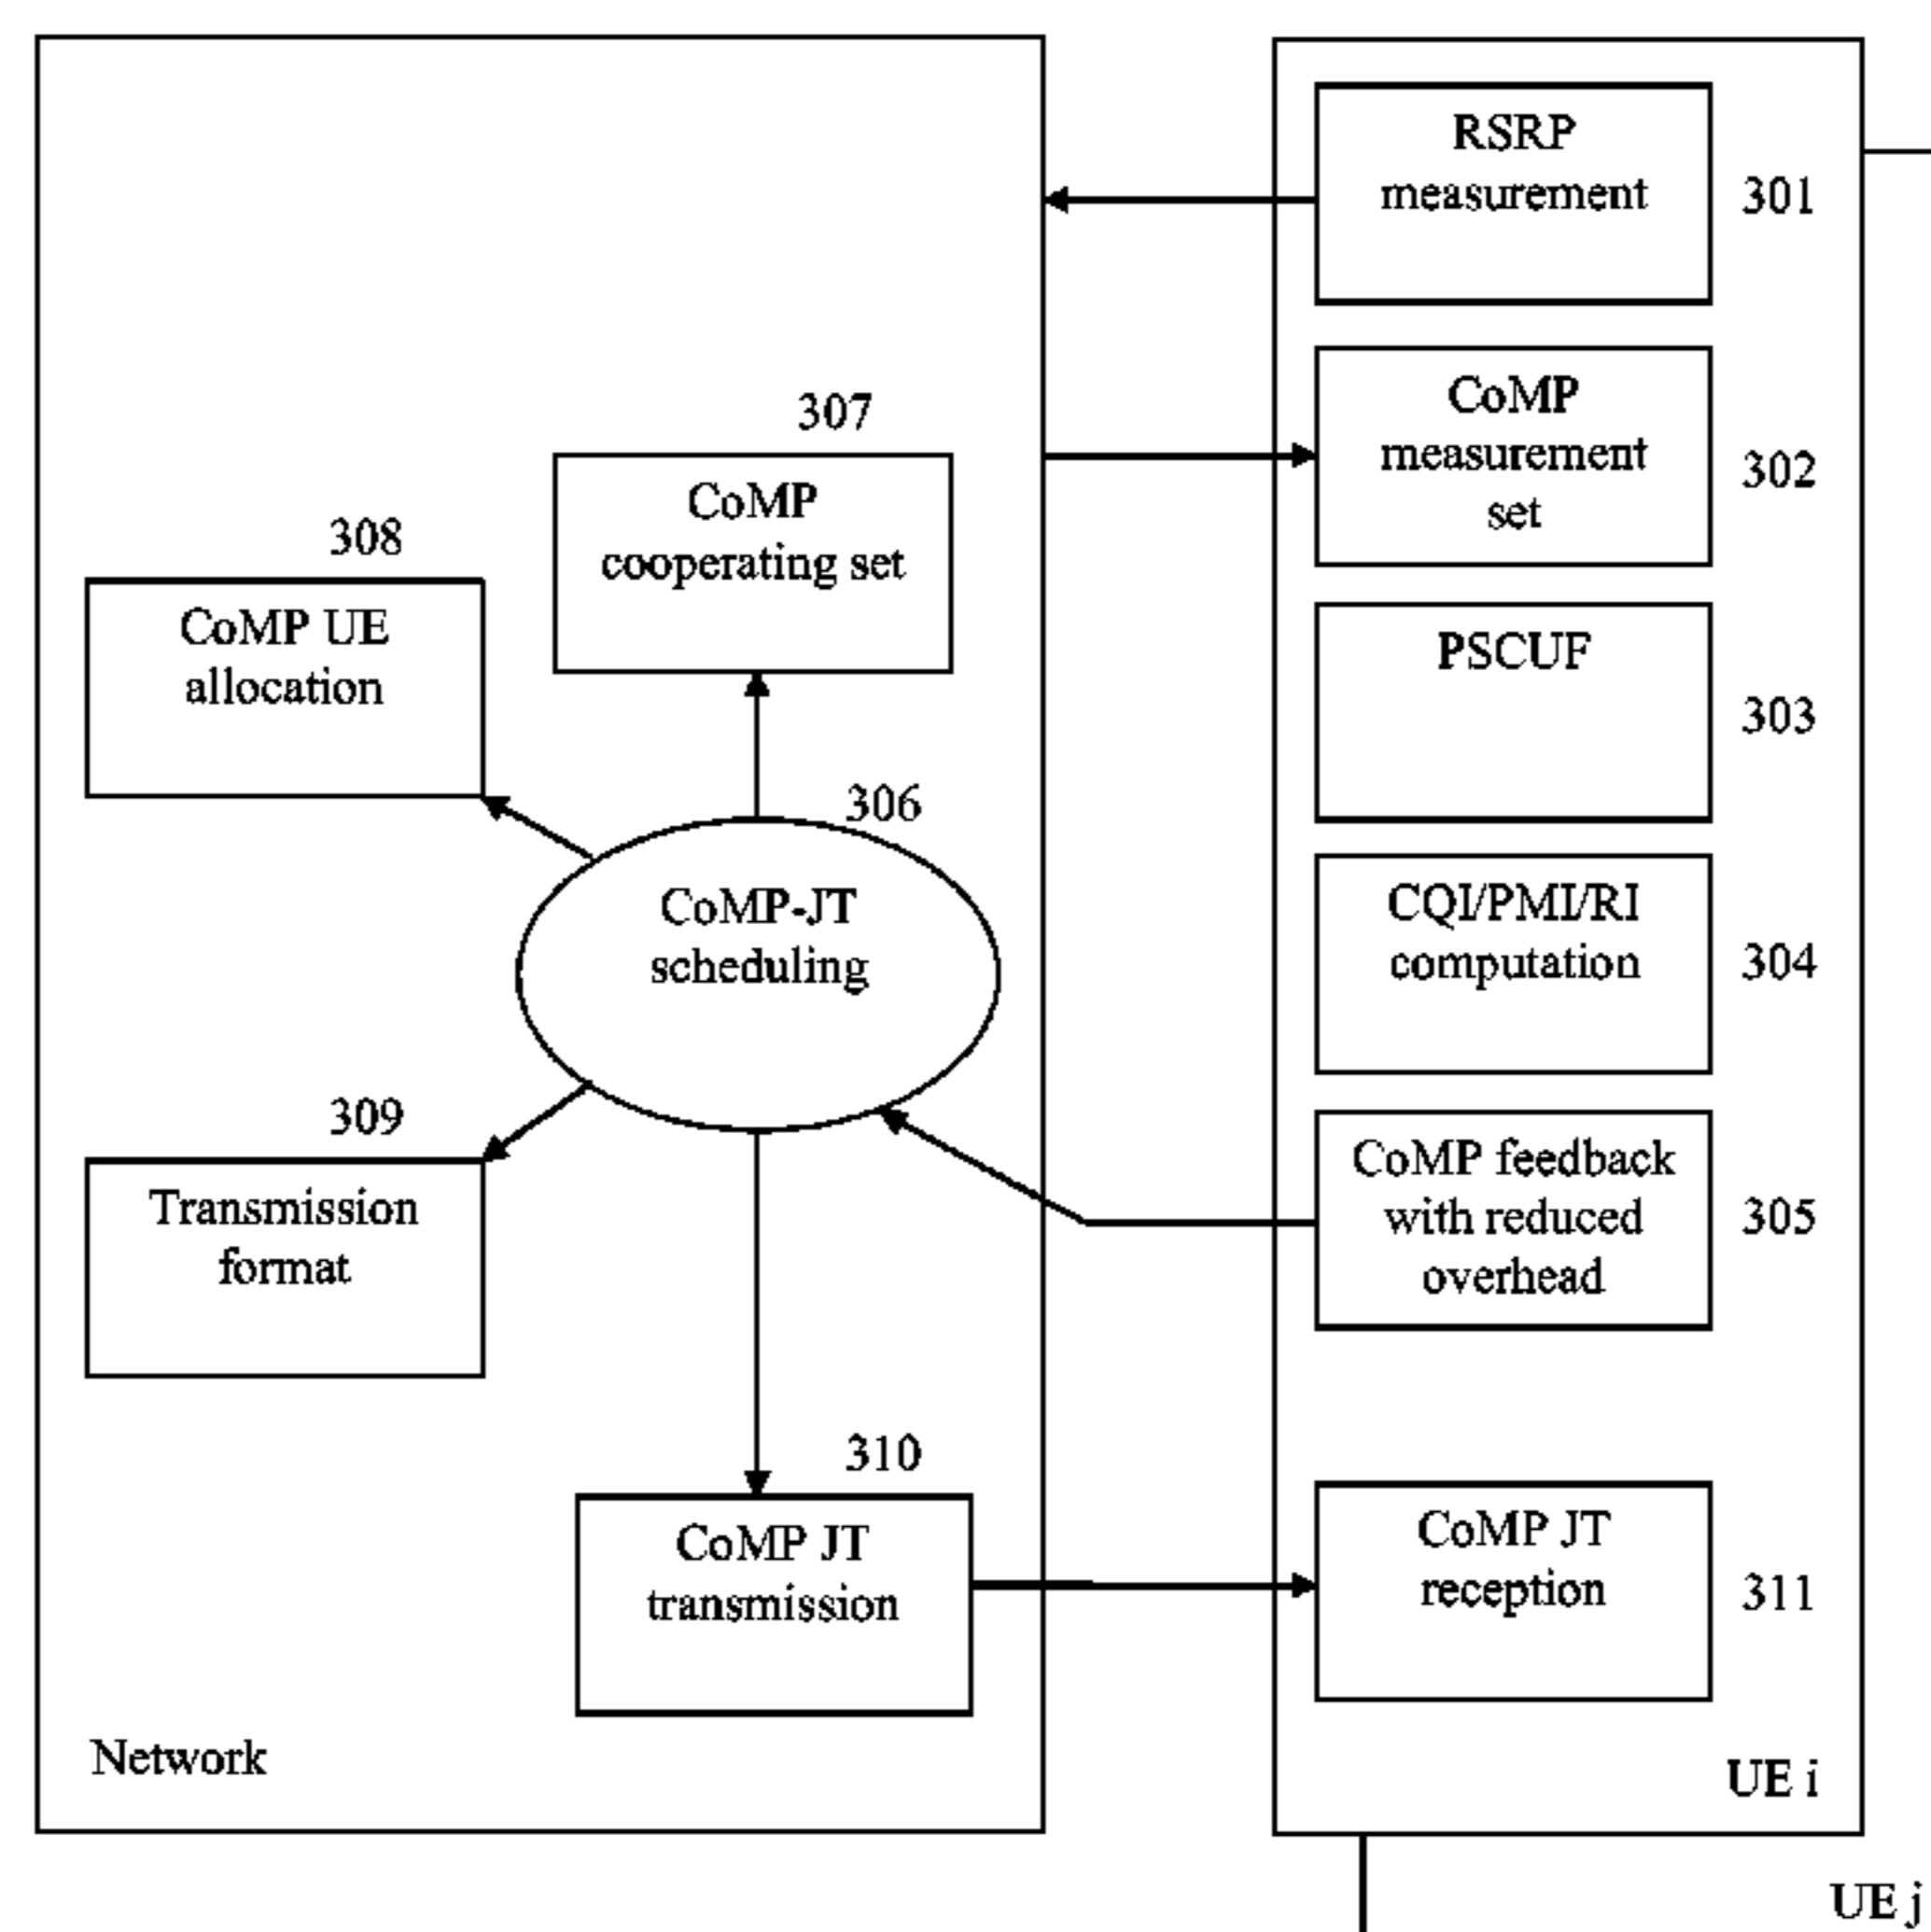 RSRP
measurement
301
CoMP
measurement
set
302
307
CoMP
cooperating set
308
CoMP UE
allocation
PSCUF
303
306
CoMP-JT
scheduling
CQI/PMI/RI
computation
304
309
Transmission
format
CoMP feedback
with reduced
overhead
305
310
CoMP JT
transmission
CoMP JT
reception
311
Network
UE i
UE j